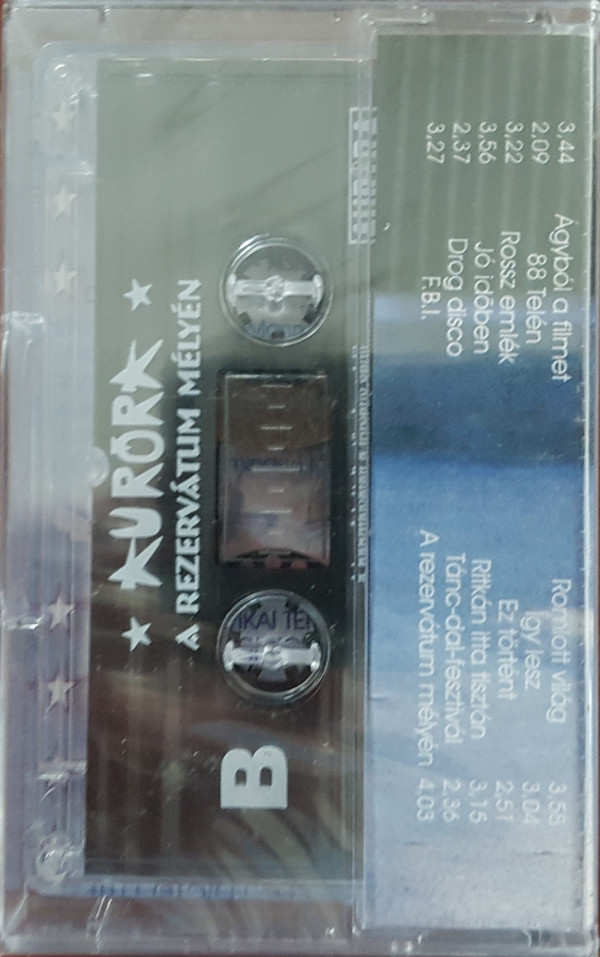 3,44 Ágyból a filmet
2,09 88 Telén
3,22 Rossz emlék
3,56 Jó időben
2,37 Drog disco
3,27 F.B.I.
Romlott világ 3,58
Így lesz 3,04
Ez történt 2,51
Ritkán itta tisztán 3,15
Tánc-dal-fesztivál 2,36
A rezervátum mélyén 4,03
AURÓRA
A REZERVÁTUM MÉLYÉN
B